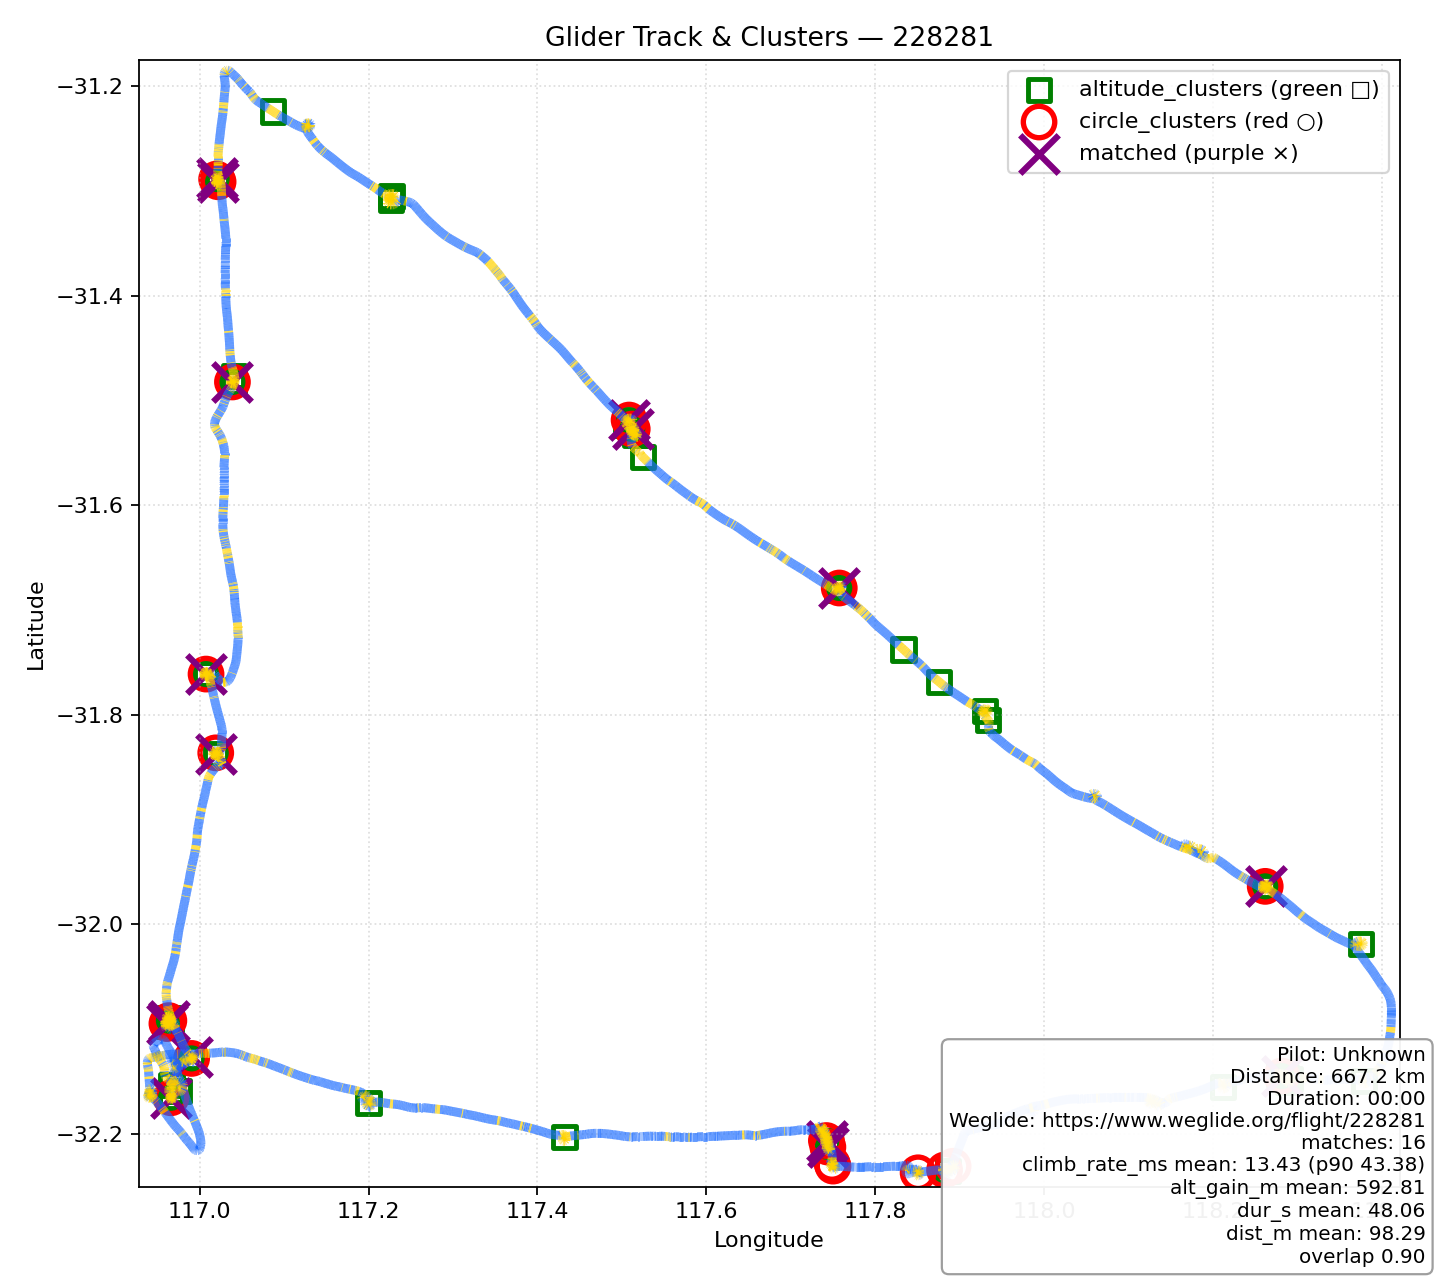 Glider Track & Clusters — 228281
altitude_clusters (green □)
circle_clusters (red ○)
matched (purple ×)
−31.2
−31.4
−31.6
−31.8
−32.0
−32.2
Latitude
117.0
117.2
117.4
117.6
117.8
118.0
Longitude
Pilot: Unknown
Distance: 667.2 km
Duration: 00:00
Weglide: https://www.weglide.org/flight/228281
matches: 16
climb_rate_ms mean: 13.43 (p90 43.38)
alt_gain_m mean: 592.81
dur_s mean: 48.06
dist_m mean: 98.29
overlap 0.90